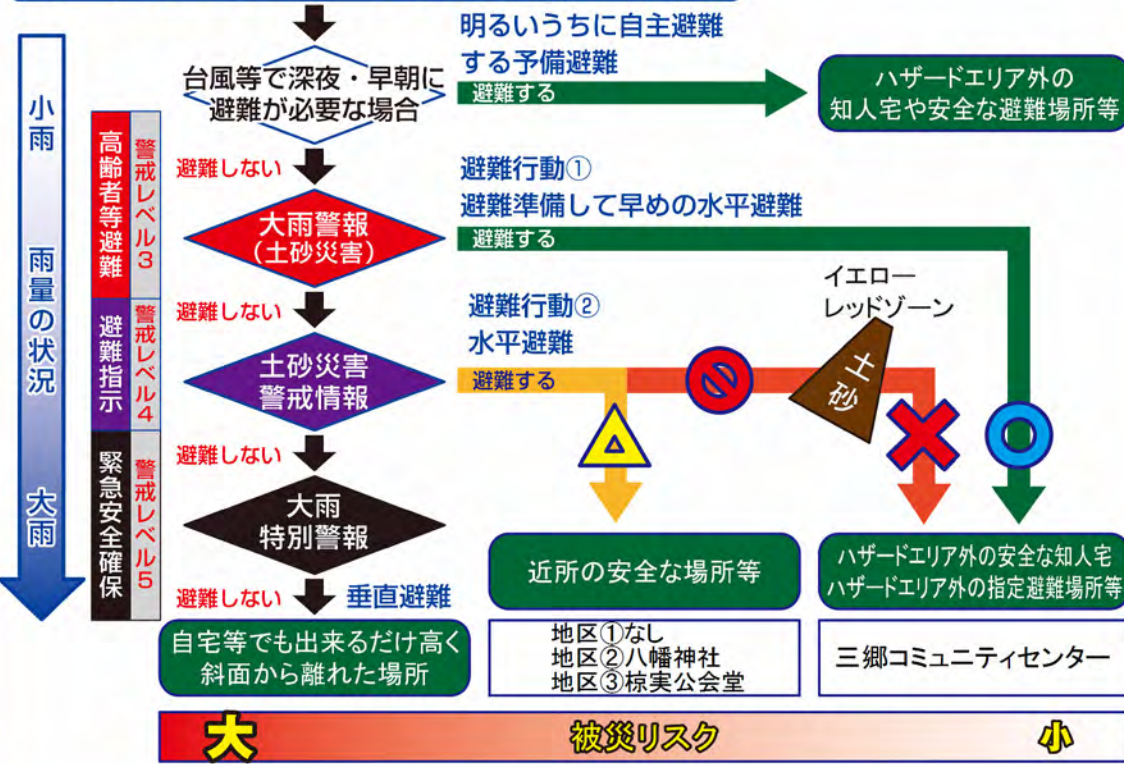 明るいうちに自主避難
する予備避難
避難する
台風等で深夜・早朝に
避難が必要な場合
ハザードエリア外の
知人宅や安全な避難場所等
小雨
雨量の状況
大雨
高齢者等避難
警戒レベル3
避難指示
警戒レベル4
緊急安全確保
警戒レベル5
避難しない
避難行動①
避難準備して早めの水平避難
避難する
大雨警報
(土砂災害)
イエロー
レッドゾーン
避難しない
避難行動②
水平避難
避難する
土砂災害
警戒情報
土砂
避難しない
大雨
特別警報
避難しない
垂直避難
自宅等でも出来るだけ高く
斜面から離れた場所
近所の安全な場所等
地区①なし
地区②八幡神社
地区③椋実公会堂
ハザードエリア外の安全な知人宅
ハザードエリア外の指定避難場所等
三郷コミュニティセンター
大
被災リスク
小